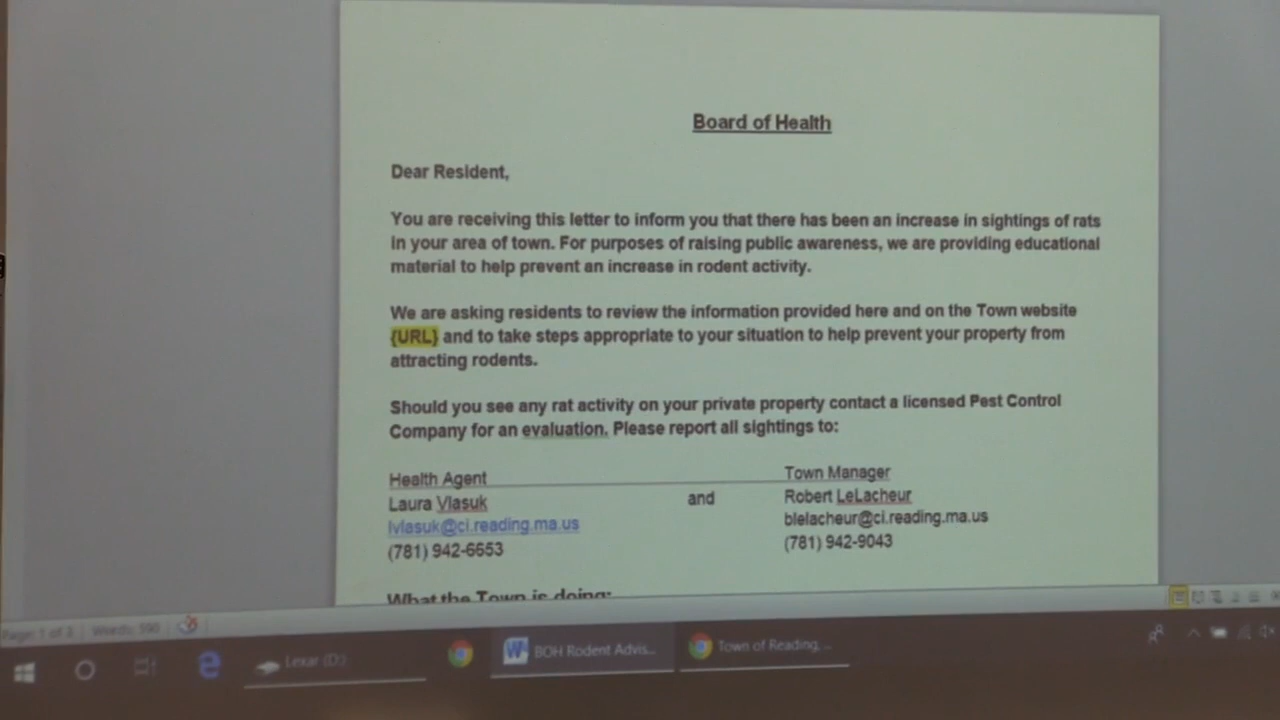 Board of Health
Dear Resident,
You are receiving this letter to inform you that there has been an increase in sightings of rats
in your area of town. For purposes of raising public awareness, we are providing educational
material to help prevent an increase in rodent activity.
We are asking residents to review the information provided here and on the Town website
{URL} and to take steps appropriate to your situation to help prevent your property from
attracting rodents.
Should you see any rat activity on your private property contact a licensed Pest Control
Company for an evaluation. Please report all sightings to:
Health Agent Town Manager
Laura Vlasuk and Robert LeLacheur
lvlasuk@ci.reading.ma.us blelacheur@ci.reading.ma.us
(781) 942-6653 (781) 942-9043
What the Town is doing:
Page: 1 of 3 Words: 590
Lexar (D:) BOH Rodent Advis... Town of Reading, ...